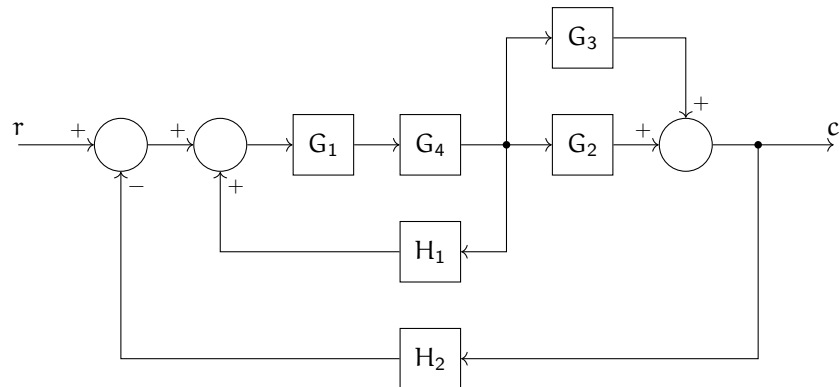 G₃
+
r + + G₁ G₄ G₂ + c
− +
H₁
H₂